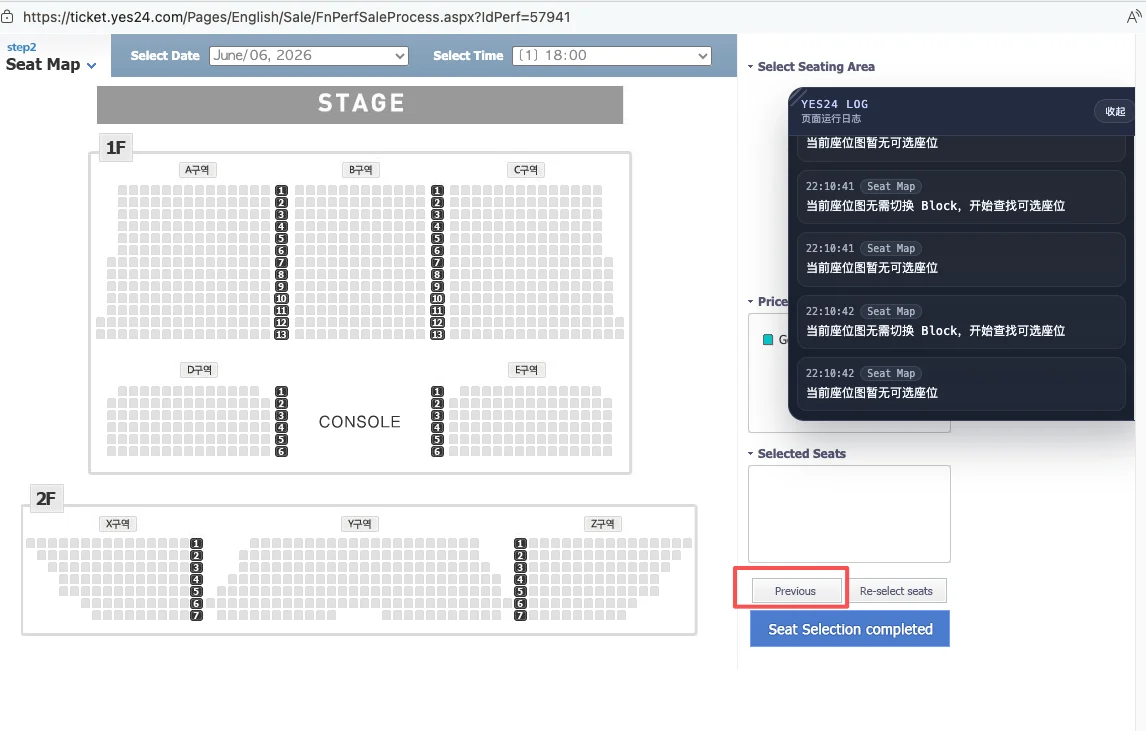 https://ticket.yes24.com/Pages/English/Sale/FnPerfSaleProcess.aspx?IdPerf=57941
step2
Seat Map
Select Date June/06, 2026 Select Time [1] 18:00
STAGE
1F
A구역 B구역 C구역
1 1
2 2
3 3
4 4
5 5
6 6
7 7
8 8
9 9
10 10
11 11
12 12
13 13
D구역 E구역
1 1
2 2
3 3
4 4
5 5
6 6
CONSOLE
2F
X구역 Y구역 Z구역
1 1
2 2
3 3
4 4
5 5
6 6
7 7
Select Seating Area
YES24 LOG
页面运行日志
收起
当前座位图暂无可选座位
22:10:41 Seat Map
当前座位图无需切换 Block, 开始查找可选座位
22:10:41 Seat Map
当前座位图暂无可选座位
22:10:42 Seat Map
当前座位图无需切换 Block, 开始查找可选座位
22:10:42 Seat Map
当前座位图暂无可选座位
Price
Selected Seats
Previous Re-select seats
Seat Selection completed